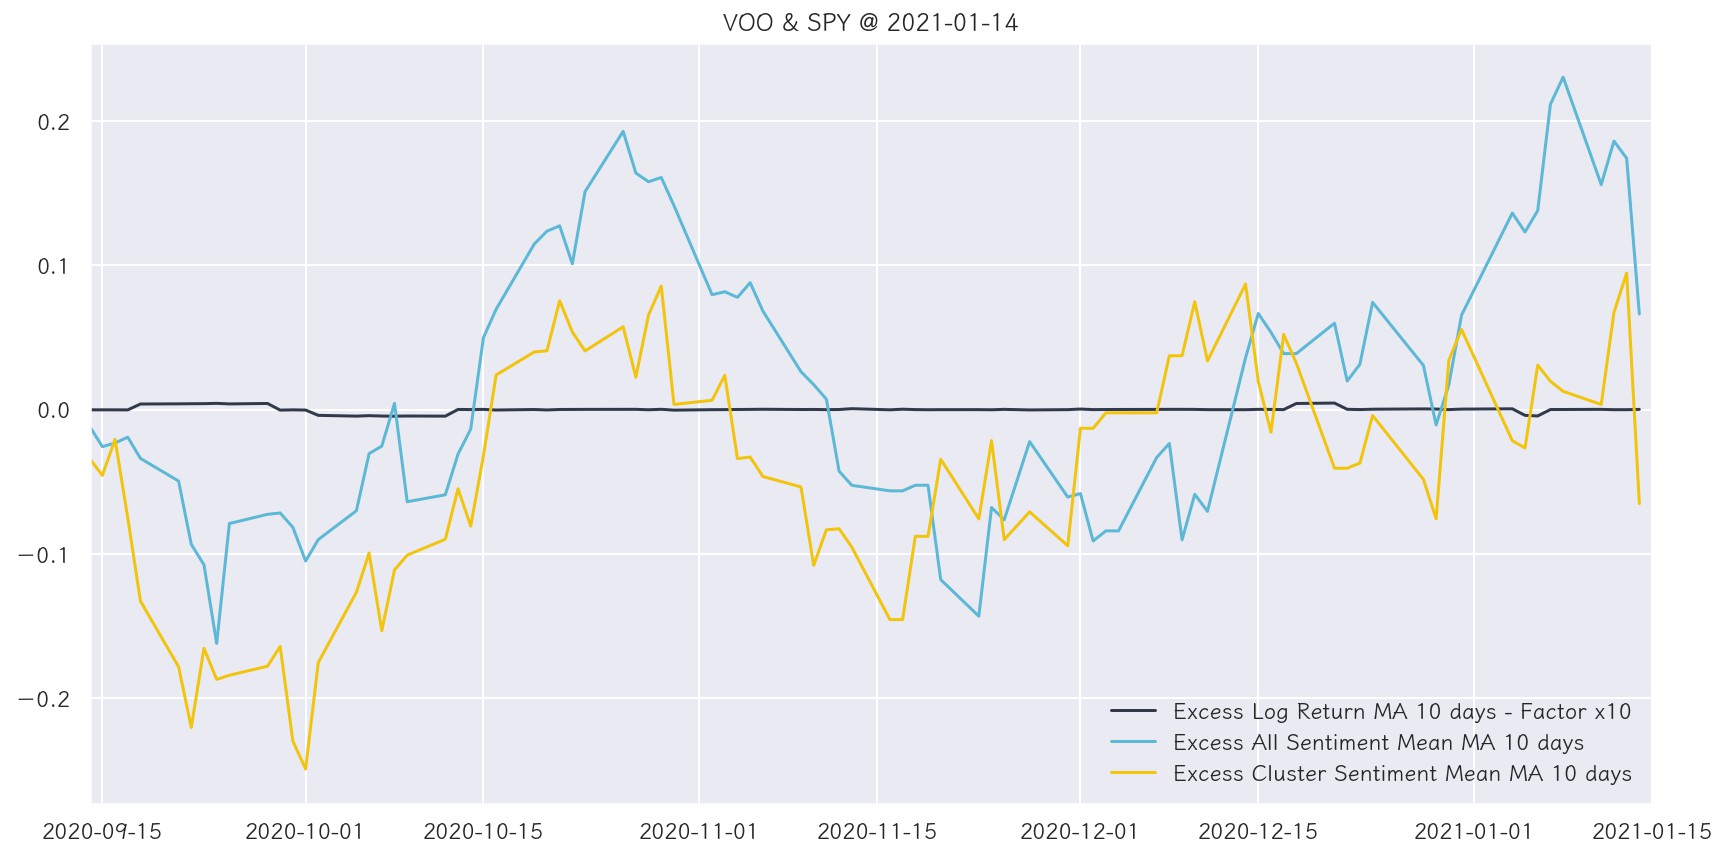 VOO & SPY @ 2021-01-14
0.2
0.1
0.0
−0.1
−0.2
Excess Log Return MA 10 days - Factor x10
Excess All Sentiment Mean MA 10 days
Excess Cluster Sentiment Mean MA 10 days
2020-09-15 2020-10-01 2020-10-15 2020-11-01 2020-11-15 2020-12-01 2020-12-15 2021-01-01 2021-01-15